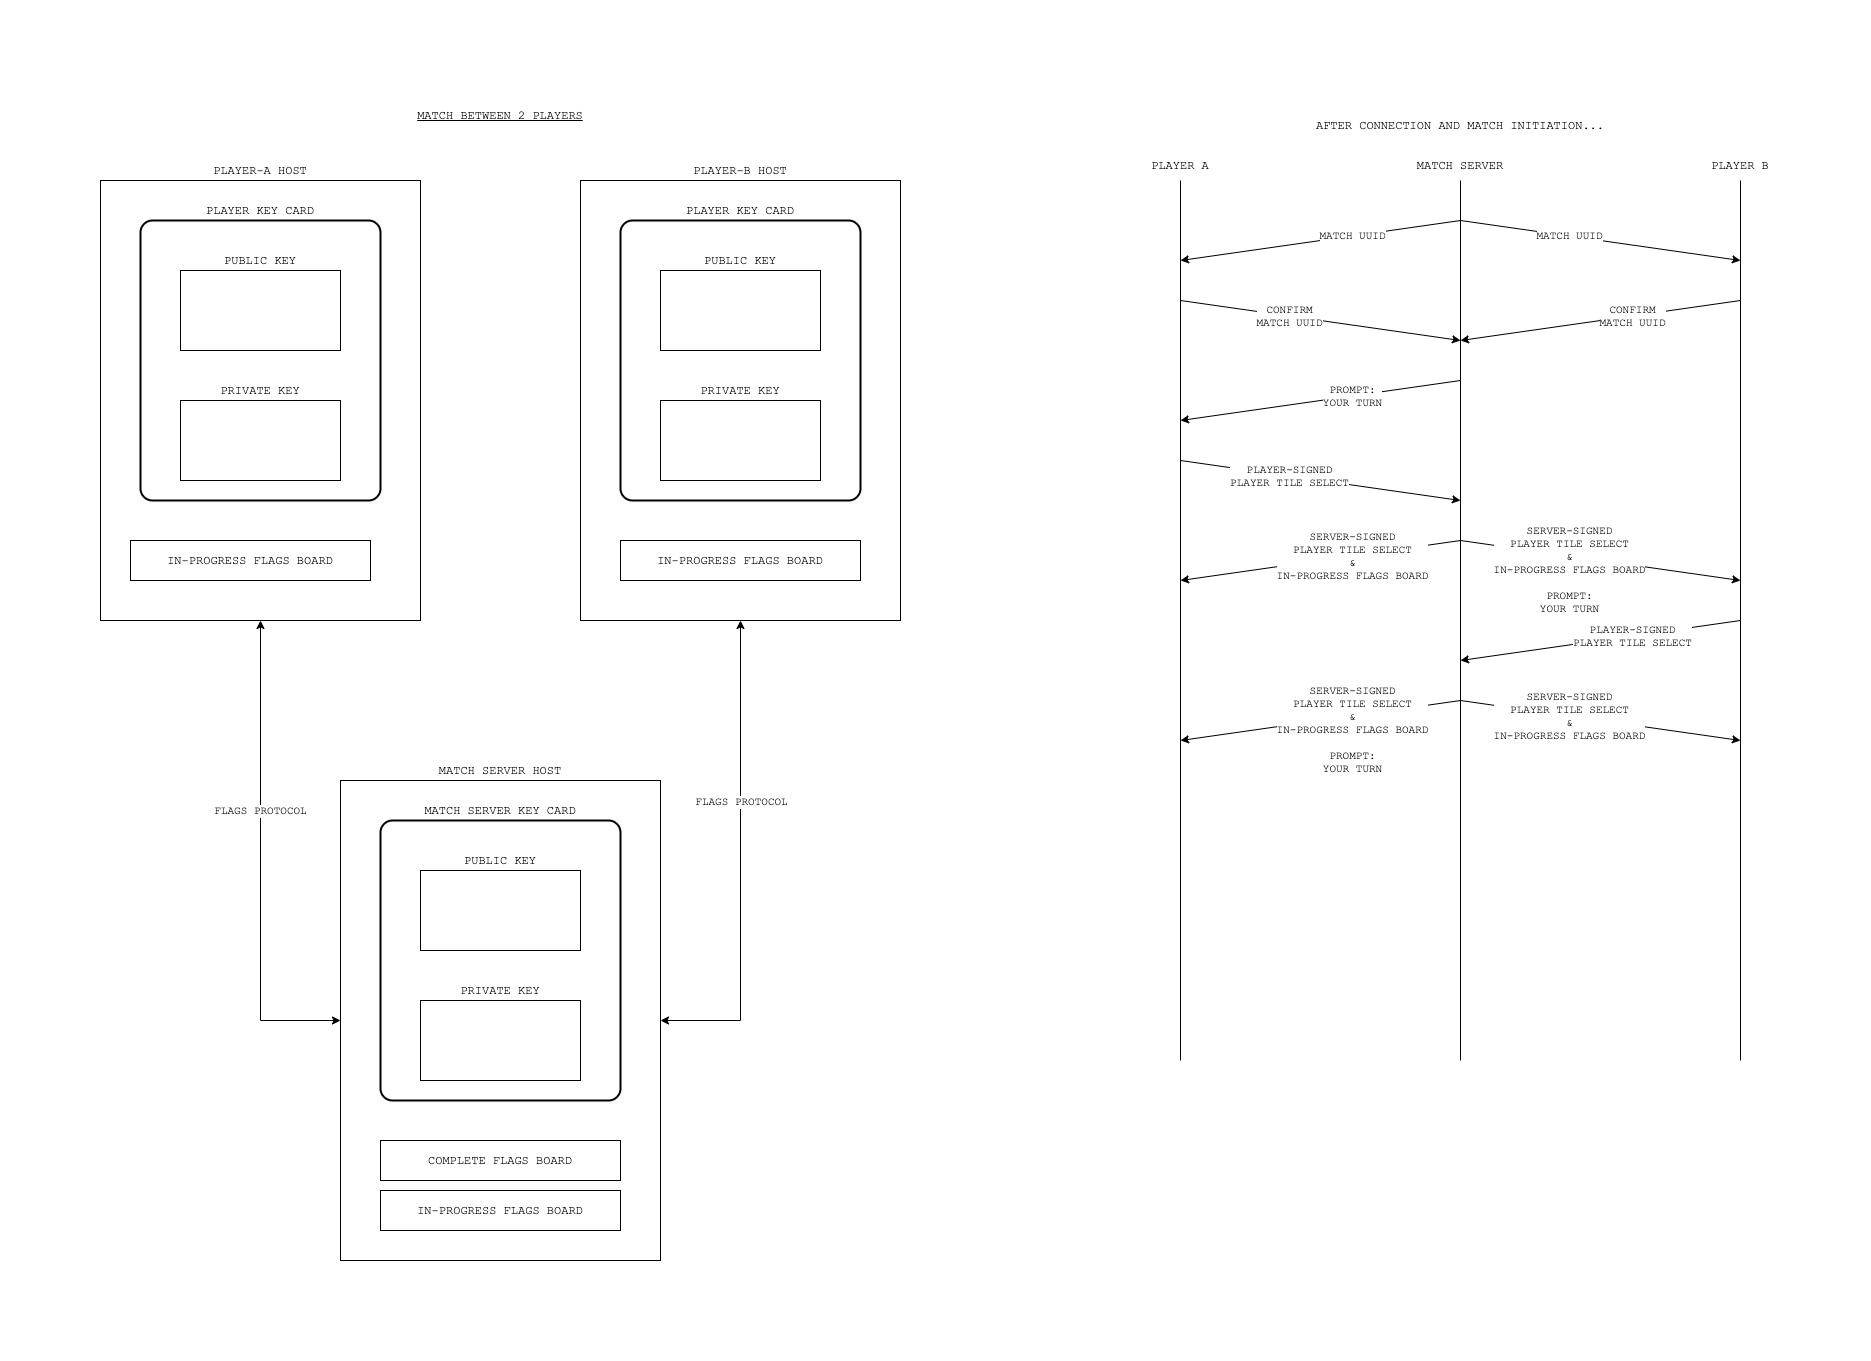 MATCH BETWEEN 2 PLAYERS
PLAYER-A HOST
PLAYER KEY CARD
PUBLIC KEY
PRIVATE KEY
IN-PROGRESS FLAGS BOARD
PLAYER-B HOST
PLAYER KEY CARD
PUBLIC KEY
PRIVATE KEY
IN-PROGRESS FLAGS BOARD
FLAGS PROTOCOL
FLAGS PROTOCOL
MATCH SERVER HOST
MATCH SERVER KEY CARD
PUBLIC KEY
PRIVATE KEY
COMPLETE FLAGS BOARD
IN-PROGRESS FLAGS BOARD
AFTER CONNECTION AND MATCH INITIATION...
PLAYER A
MATCH SERVER
PLAYER B
MATCH UUID
MATCH UUID
CONFIRM
MATCH UUID
CONFIRM
MATCH UUID
PROMPT:
YOUR TURN
PLAYER-SIGNED
PLAYER TILE SELECT
SERVER-SIGNED
PLAYER TILE SELECT
&
IN-PROGRESS FLAGS BOARD
SERVER-SIGNED
PLAYER TILE SELECT
&
IN-PROGRESS FLAGS BOARD
PROMPT:
YOUR TURN
PLAYER-SIGNED
PLAYER TILE SELECT
SERVER-SIGNED
PLAYER TILE SELECT
&
IN-PROGRESS FLAGS BOARD
PROMPT:
YOUR TURN
SERVER-SIGNED
PLAYER TILE SELECT
&
IN-PROGRESS FLAGS BOARD